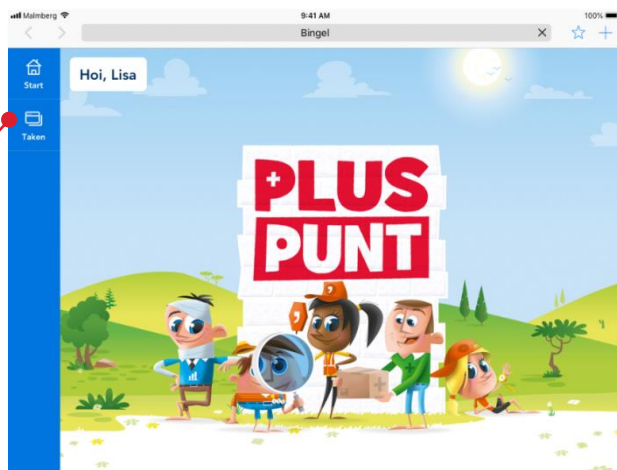 Malmberg
9:41 AM
100%
Bingel
Start
Hoi, Lisa
Taken
PLUS
PUNT